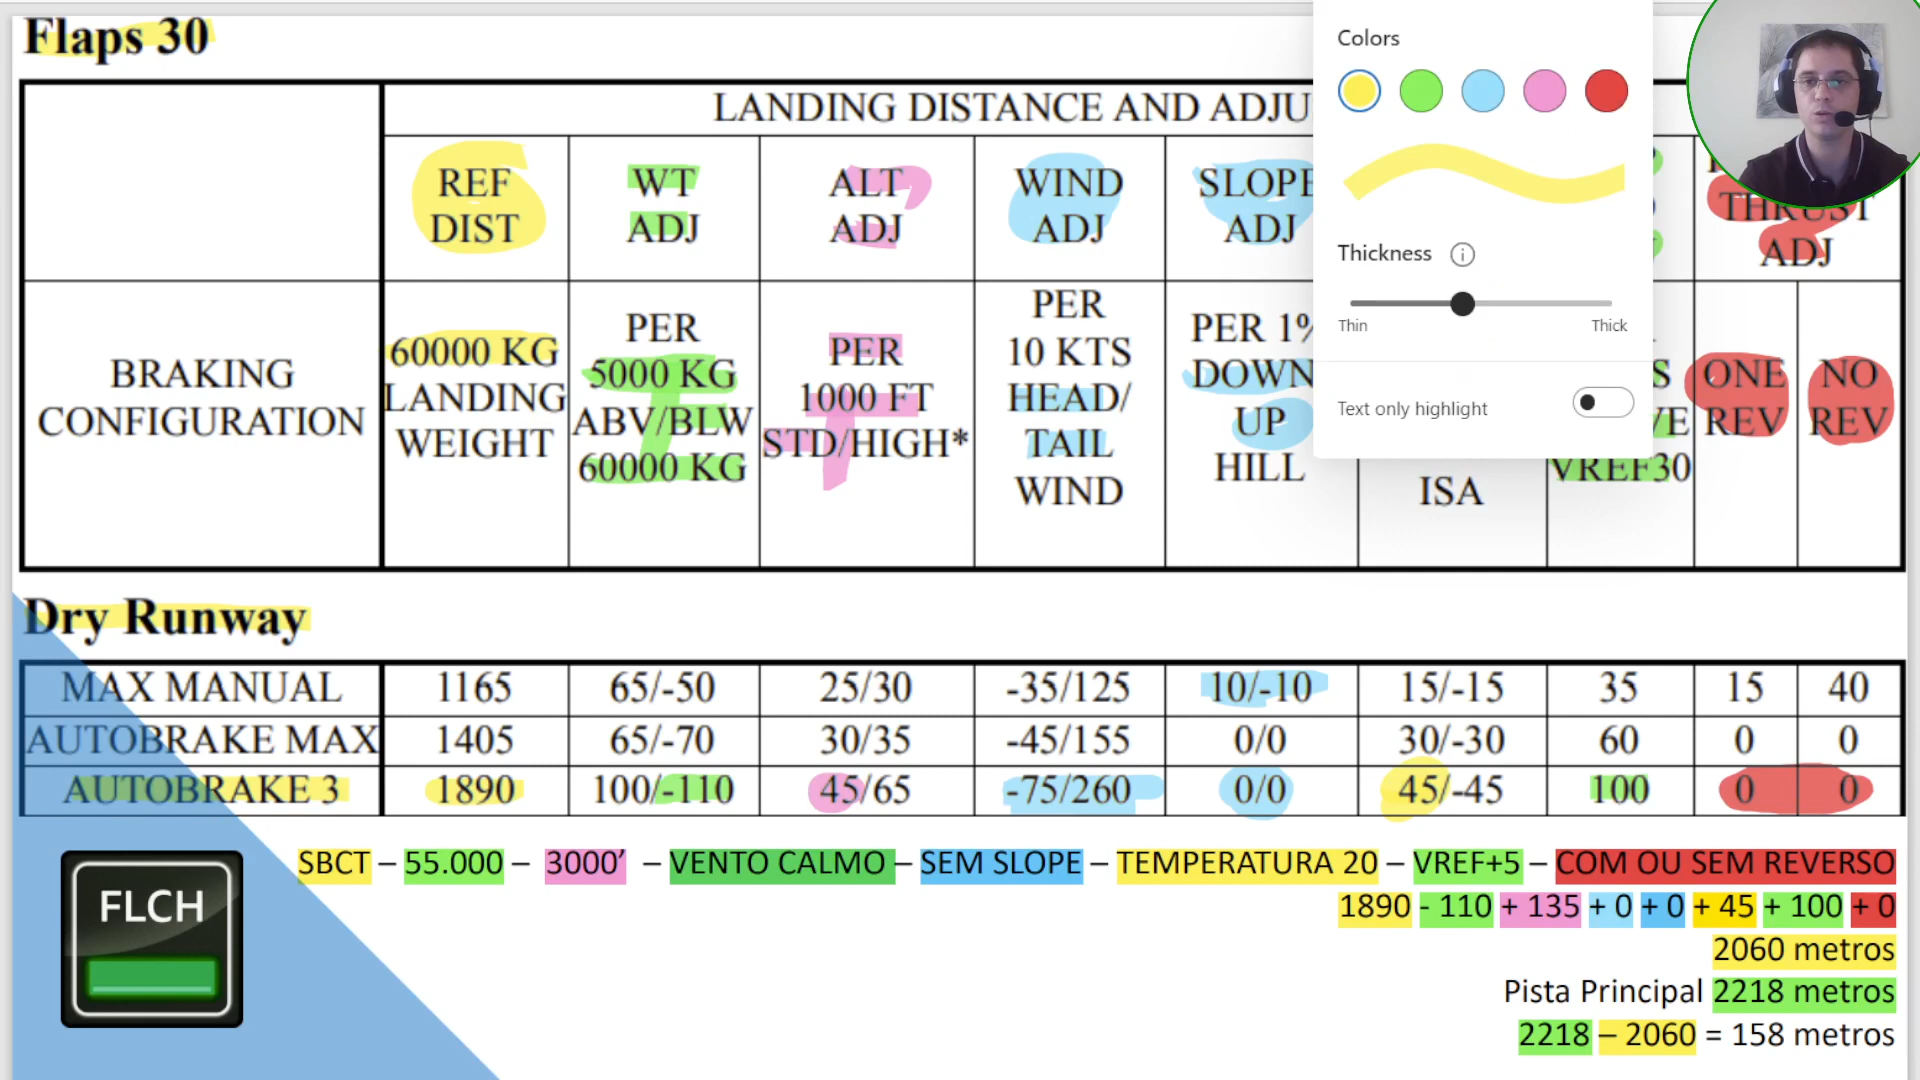 Flaps 30
Colors
LANDING DISTANCE AND ADJU
REF DIST
WT ADJ
ALT ADJ
WIND ADJ
SLOPE ADJ
THRUST ADJ
Thickness
Thin
Thick
Text only highlight
BRAKING CONFIGURATION
60000 KG LANDING WEIGHT
PER 5000 KG ABV/BLW 60000 KG
PER 1000 FT STD/HIGH*
PER 10 KTS HEAD/ TAIL WIND
PER 1% DOWN UP HILL
ISA
VREF30
ONE REV
NO REV
Dry Runway
MAX MANUAL 1165 65/-50 25/30 -35/125 10/-10 15/-15 35 15 40
AUTOBRAKE MAX 1405 65/-70 30/35 -45/155 0/0 30/-30 60 0 0
AUTOBRAKE 3 1890 100/-110 45/65 -75/260 0/0 45/-45 100 0 0
SBCT – 55.000 – 3000’ – VENTO CALMO – SEM SLOPE – TEMPERATURA 20 – VREF+5 – COM OU SEM REVERSO
1890 - 110 + 135 + 0 + 0 + 45 + 100 + 0
2060 metros
Pista Principal 2218 metros
2218 – 2060 = 158 metros
FLCH